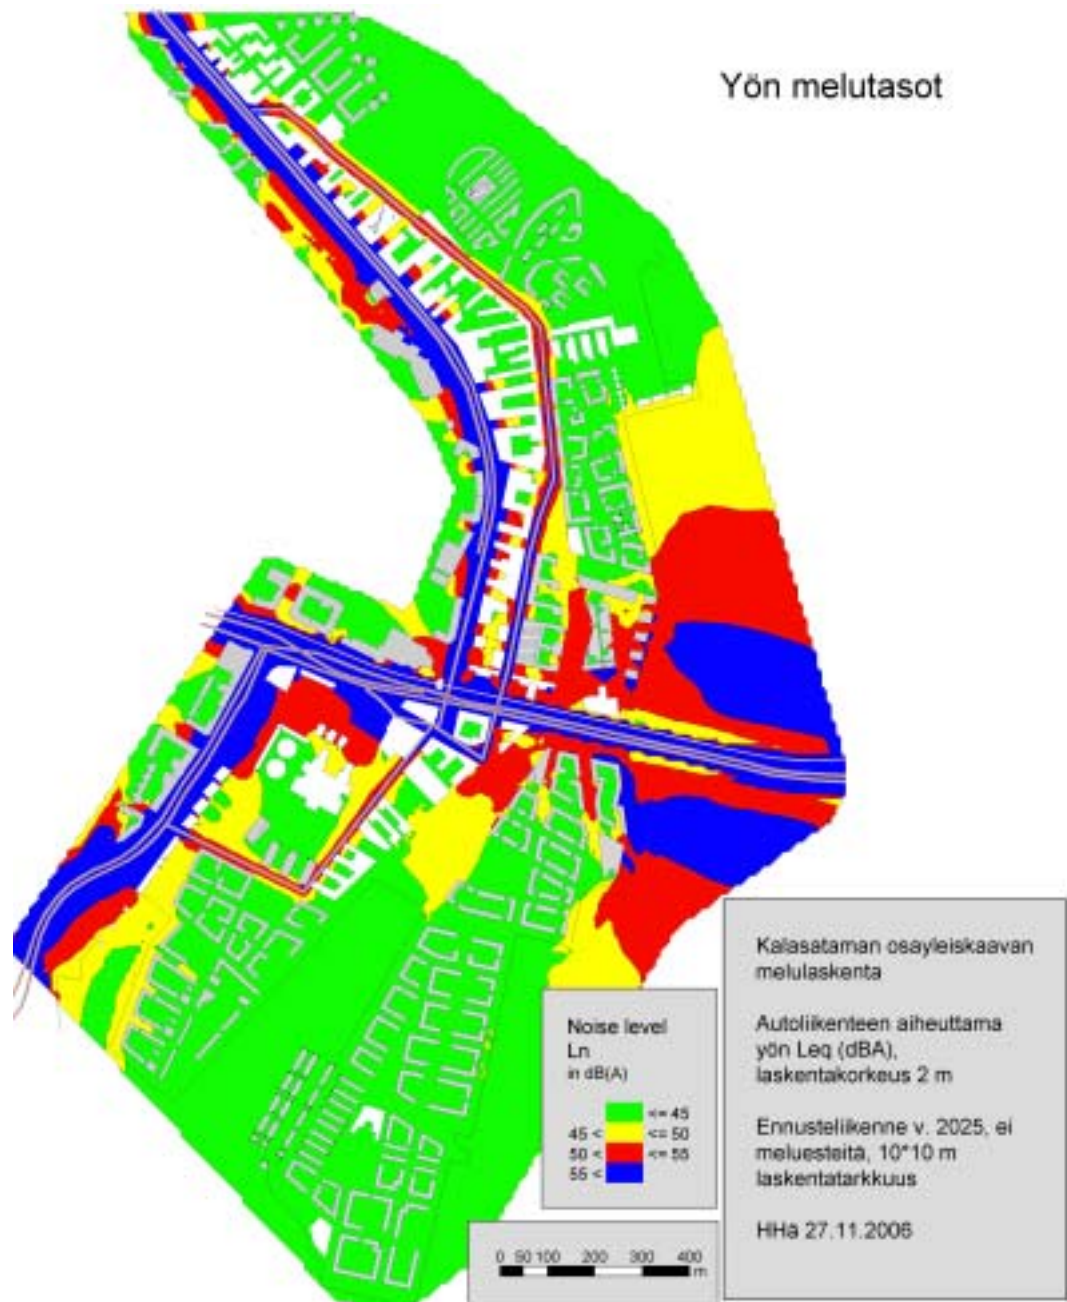 Yön melutasot
Kalasataman osayleiskaavan
melulaskenta
Autoliikenteen aiheuttama
yön Leq (dBA),
laskentakorkeus 2 m
Ennusteliikenne v. 2025, ei
meluesteitä, 10*10 m
laskentatarkkuus
HHä 27.11.2006
Noise level
Ln
in dB(A)
<= 45
45 < <= 50
50 < <= 55
55 <
0 50 100 200 300 400
m